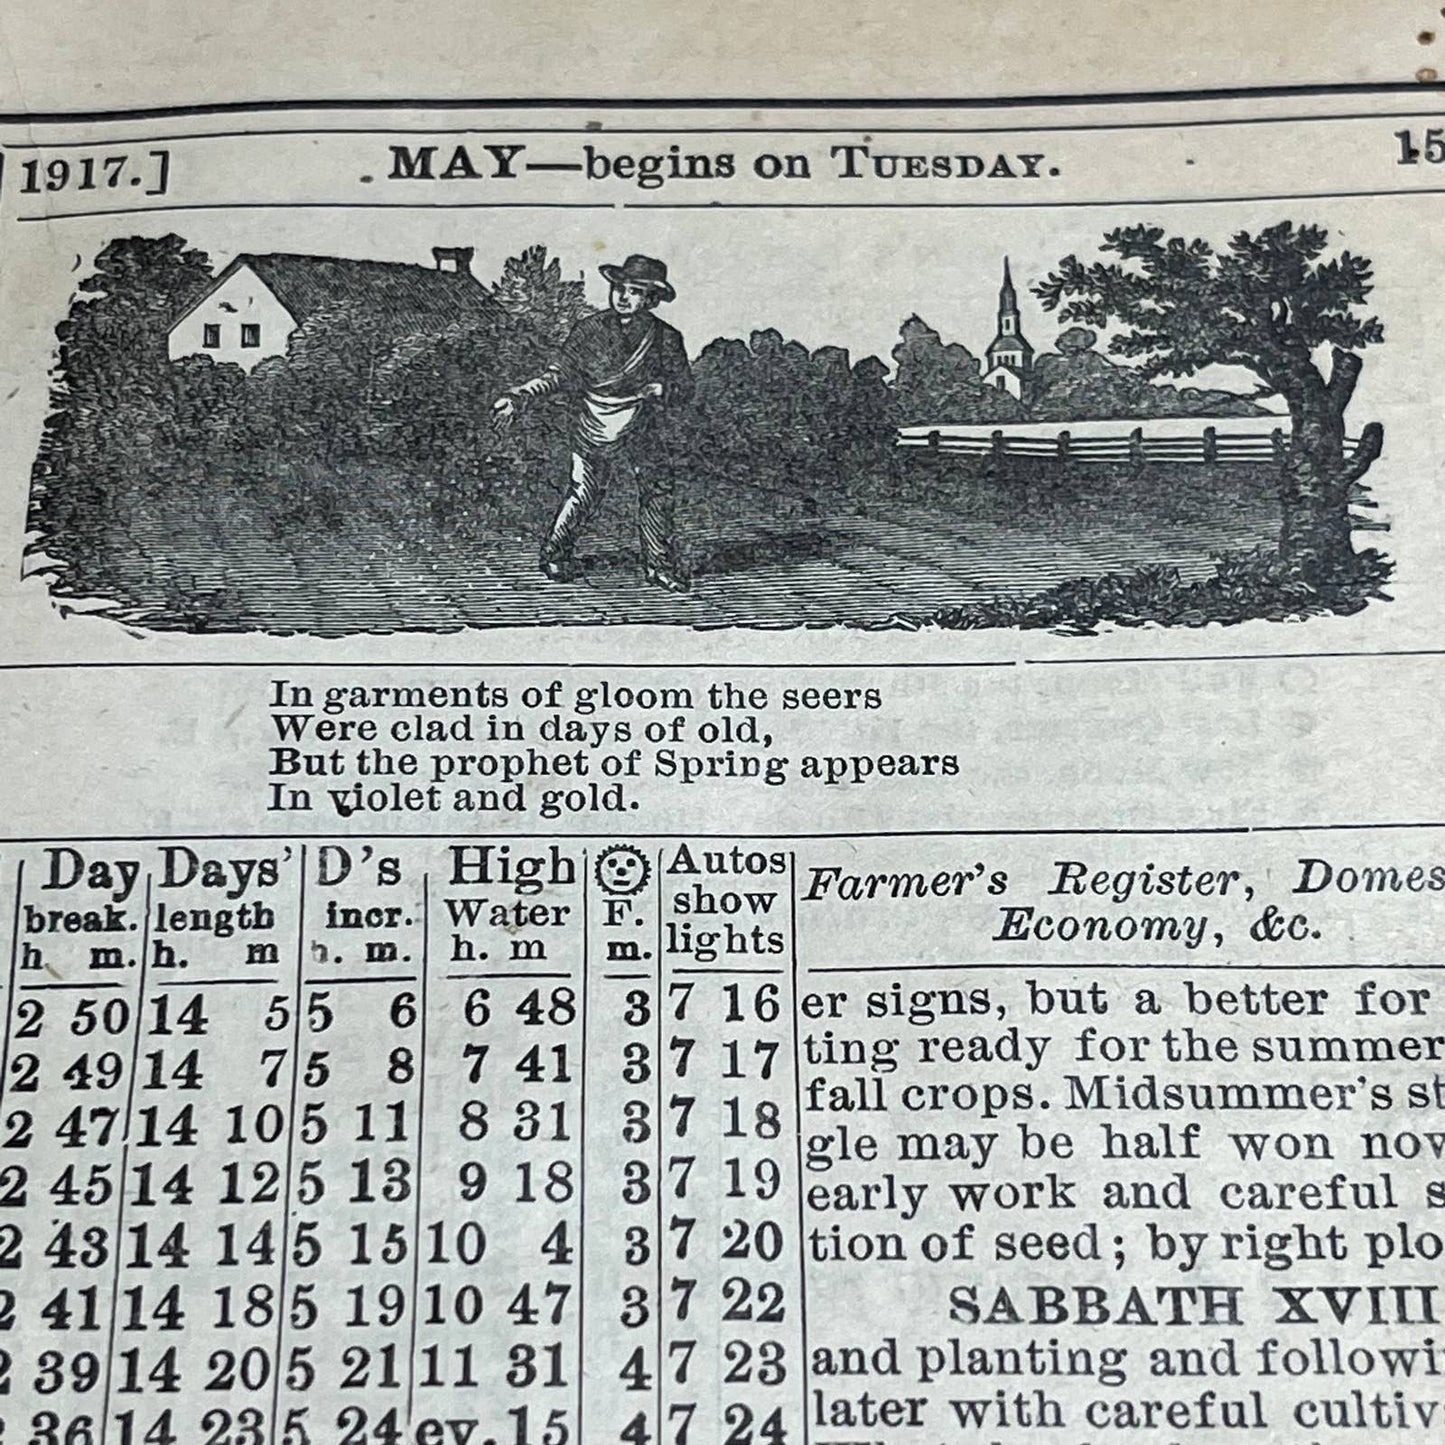 1917.] MAY—begins on TUESDAY. 15
In garments of gloom the seers
Were clad in days of old,
But the prophet of Spring appears
In violet and gold.
Day Days' D's High Autos Farmer's Register,
break. length incr. Water F. show Economy, &c.
h m. h. m h. m. h. m m. lights
2 50 14 5 5 6 6 48 3 7 16 er signs, but a better for
2 49 14 7 5 8 7 41 3 7 17 ting ready for the summer
2 47 14 10 5 11 8 31 3 7 18 fall crops. Midsummer's
2 45 14 12 5 13 9 18 3 7 19 gle may be half won
2 43 14 14 5 15 10 4 3 7 20 early work and careful
2 41 14 18 5 19 10 47 3 7 22 tion of seed; by right
2 39 14 20 5 21 11 31 4 7 23 SABBATH XVIII
36 14 23 5 24 ev. 15 4 7 24 and planting and
later with careful